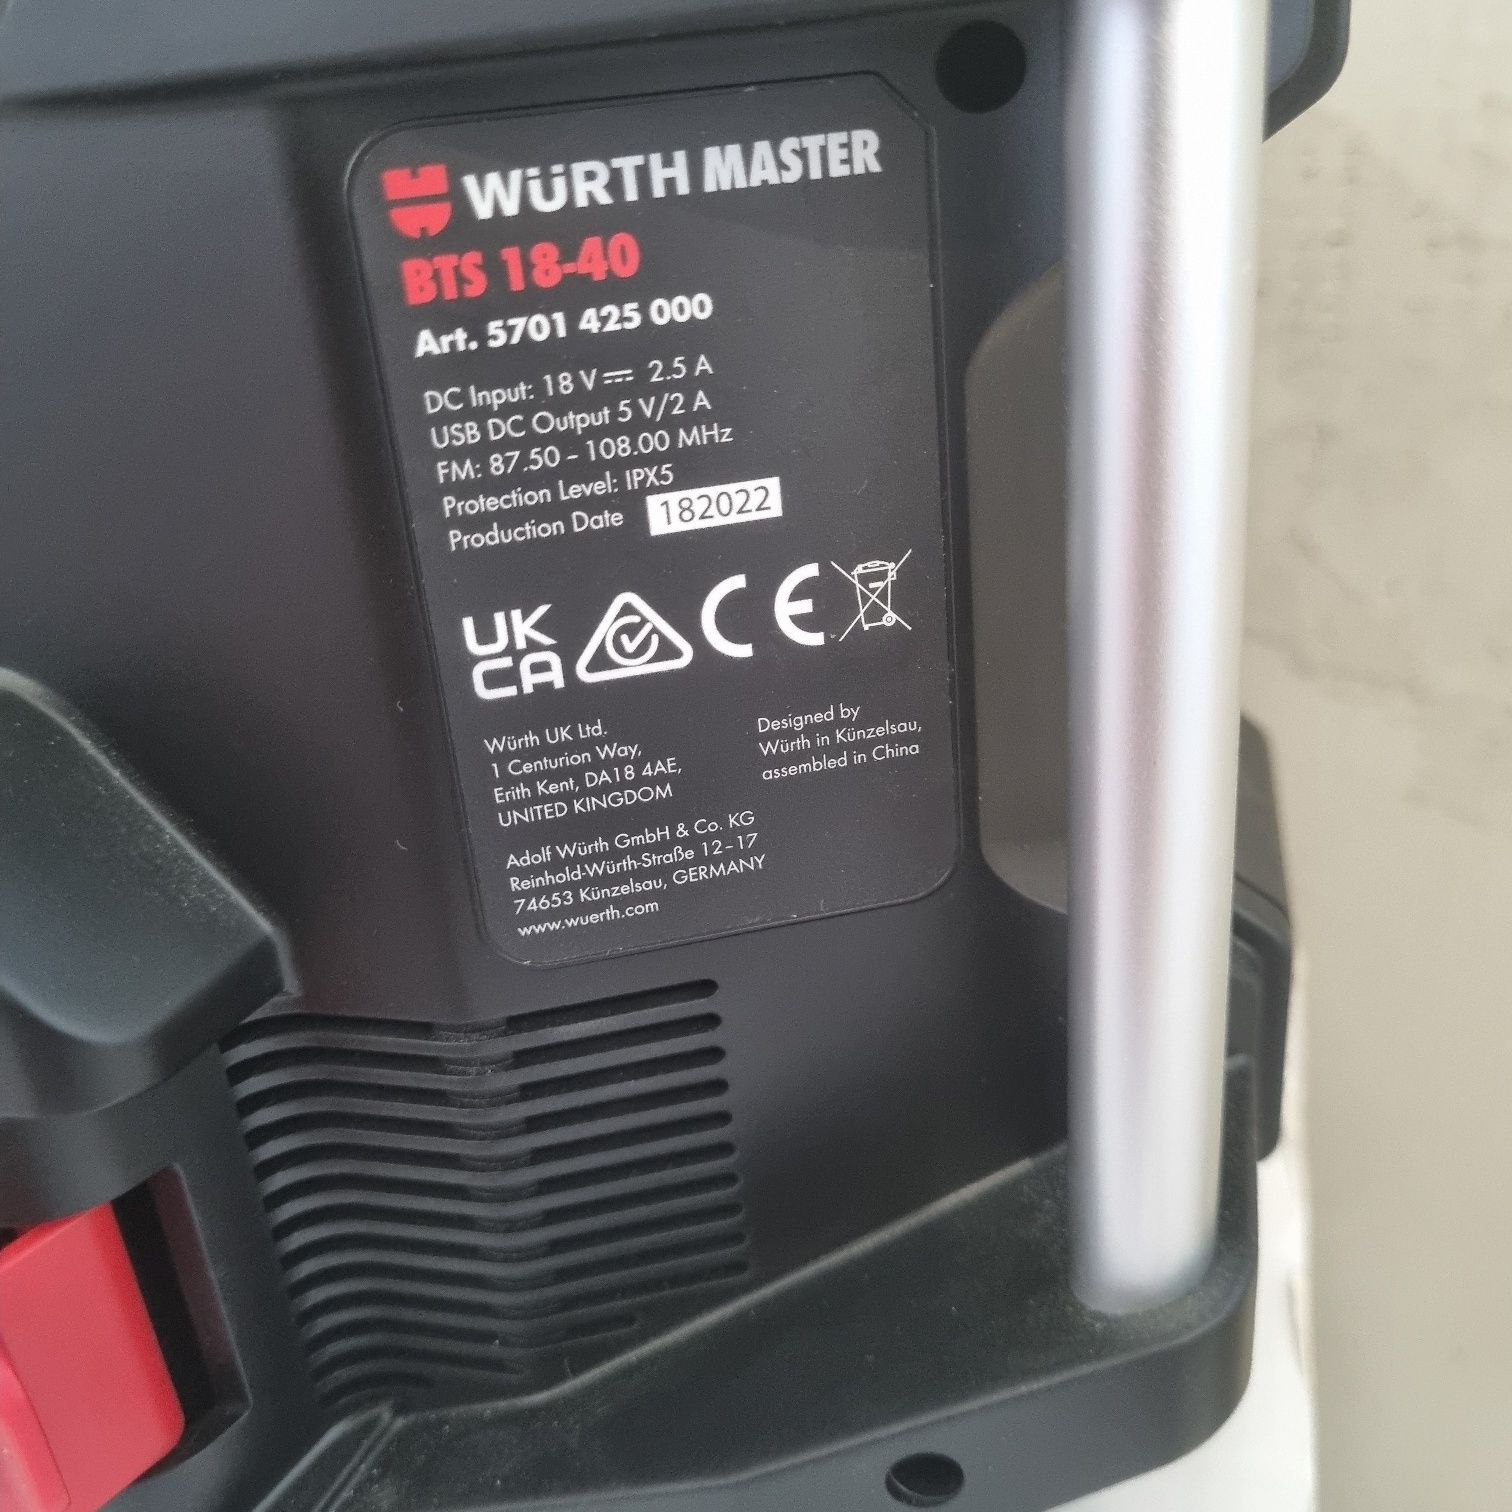 WÜRTH MASTER
BTS 18-40
Art. 5701 425 000
DC Input: 18 V ⎓ 2.5 A
USB DC Output 5 V/2 A
FM: 87.50 - 108.00 MHz
Protection Level: IPX5
Production Date 182022
UK
CA
CE
Würth UK Ltd.
1 Centurion Way,
Erith Kent, DA18 4AE,
UNITED KINGDOM
Designed by
Würth in Künzelsau,
assembled in China
Adolf Würth GmbH & Co. KG
Reinhold-Würth-Straße 12-17
74653 Künzelsau, GERMANY
www.wuerth.com